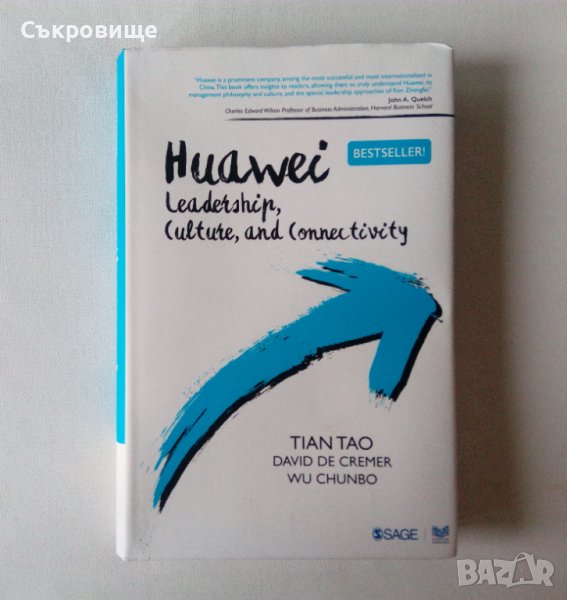 Съкровище
"Huawei is a prominent company, among the most successful and most internationalized in
China. This book offers insights to readers, allowing them to truly understand Huawei, its
management philosophy and culture, and the special leadership approaches of Ren Zhengfei."
John A. Quelch
Charles Edward Wilson Professor of Business Administration, Harvard Business School
Huawei
BESTSELLER!
Leadership,
Culture, and Connectivity
TIAN TAO
DAVID DE CREMER
WU CHUNBO
SAGE
BAZAR